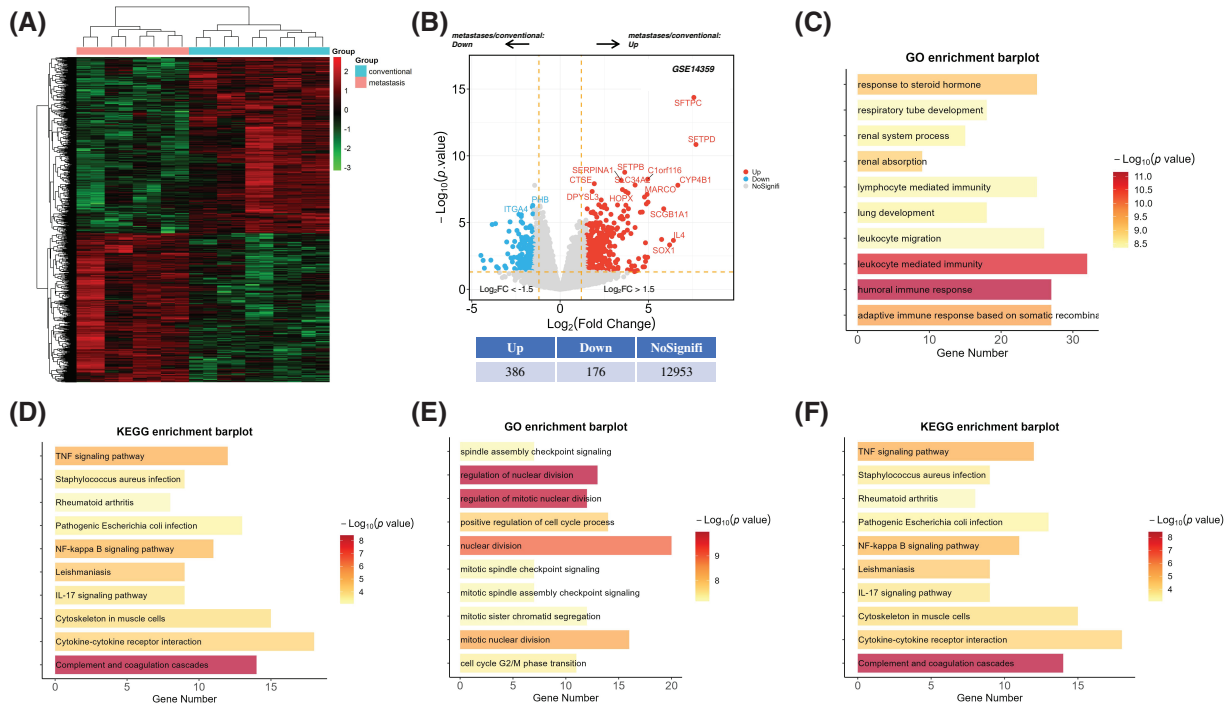 (A)
Group
Group
conventional
metastasis
2
1
0
-1
-2
-3
(B)
metastases/conventional:
Down
metastases/conventional:
Up
GSE14359
SFTPC
SFTPD
SERPINA1
SFTPB
C1orf116
CTSE
SLC34A2
CYP4B1
MARCO
DPYSL3
HOPX
PHB
ITGA4
SCGB1A1
IL4
SOX1
Up
Down
NoSignifi
15
10
5
0
− Log10(p.value)
Log2FC < -1.5
Log2FC > 1.5
-5
0
5
Log2(Fold Change)
Up Down NoSignifi
386 176 12953
(C)
GO enrichment barplot
response to steroid hormone
respiratory tube development
renal system process
renal absorption
lymphocyte mediated immunity
lung development
leukocyte migration
leukocyte mediated immunity
humoral immune response
adaptive immune response based on somatic recombina
0 10 20 30
Gene Number
− Log10(p value)
11.0
10.5
10.0
9.5
9.0
8.5
(D)
KEGG enrichment barplot
TNF signaling pathway
Staphylococcus aureus infection
Rheumatoid arthritis
Pathogenic Escherichia coli infection
NF-kappa B signaling pathway
Leishmaniasis
IL-17 signaling pathway
Cytoskeleton in muscle cells
Cytokine-cytokine receptor interaction
Complement and coagulation cascades
0 5 10 15
Gene Number
− Log10(p value)
8
7
6
5
4
(E)
GO enrichment barplot
spindle assembly checkpoint signaling
regulation of nuclear division
regulation of mitotic nuclear division
positive regulation of cell cycle process
nuclear division
mitotic spindle checkpoint signaling
mitotic spindle assembly checkpoint signaling
mitotic sister chromatid segregation
mitotic nuclear division
cell cycle G2/M phase transition
0 5 10 15 20
Gene Number
− Log10(p value)
9
8
(F)
KEGG enrichment barplot
TNF signaling pathway
Staphylococcus aureus infection
Rheumatoid arthritis
Pathogenic Escherichia coli infection
NF-kappa B signaling pathway
Leishmaniasis
IL-17 signaling pathway
Cytoskeleton in muscle cells
Cytokine-cytokine receptor interaction
Complement and coagulation cascades
0 5 10 15
Gene Number
− Log10(p value)
8
7
6
5
4